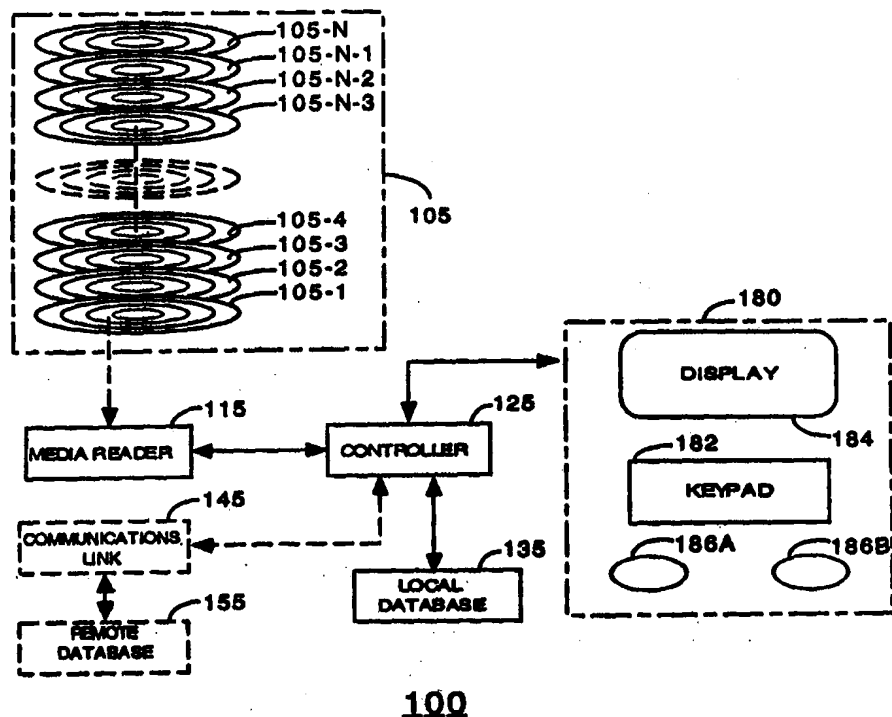 105-N
105-N-1
105-N-2
105-N-3
105
105-4
105-3
105-2
105-1
180
DISPLAY
184
115
125
MEDIA READER
CONTROLLER
182
KEYPAD
145
COMMUNICATIONS
LINK
135
186A
186B
LOCAL
DATABASE
155
REMOTE
DATABASE
100